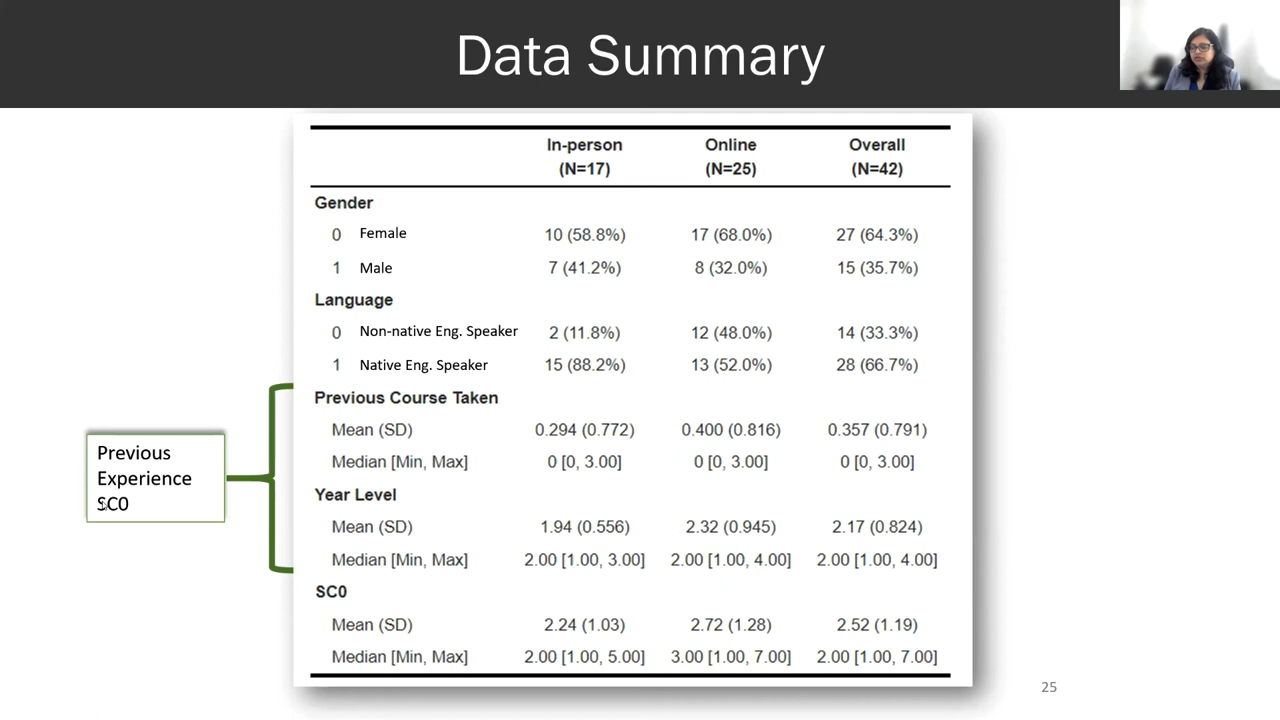 Data Summary
In-person Online Overall
(N=17) (N=25) (N=42)
Gender
0 Female 10 (58.8%) 17 (68.0%) 27 (64.3%)
1 Male 7 (41.2%) 8 (32.0%) 15 (35.7%)
Language
0 Non-native Eng. Speaker 2 (11.8%) 12 (48.0%) 14 (33.3%)
1 Native Eng. Speaker 15 (88.2%) 13 (52.0%) 28 (66.7%)
Previous Course Taken
Mean (SD) 0.294 (0.772) 0.400 (0.816) 0.357 (0.791)
Median [Min, Max] 0 [0, 3.00] 0 [0, 3.00] 0 [0, 3.00]
Year Level
Mean (SD) 1.94 (0.556) 2.32 (0.945) 2.17 (0.824)
Median [Min, Max] 2.00 [1.00, 3.00] 2.00 [1.00, 4.00] 2.00 [1.00, 4.00]
SC0
Mean (SD) 2.24 (1.03) 2.72 (1.28) 2.52 (1.19)
Median [Min, Max] 2.00 [1.00, 5.00] 3.00 [1.00, 7.00] 2.00 [1.00, 7.00]
Previous
Experience
SC0
25